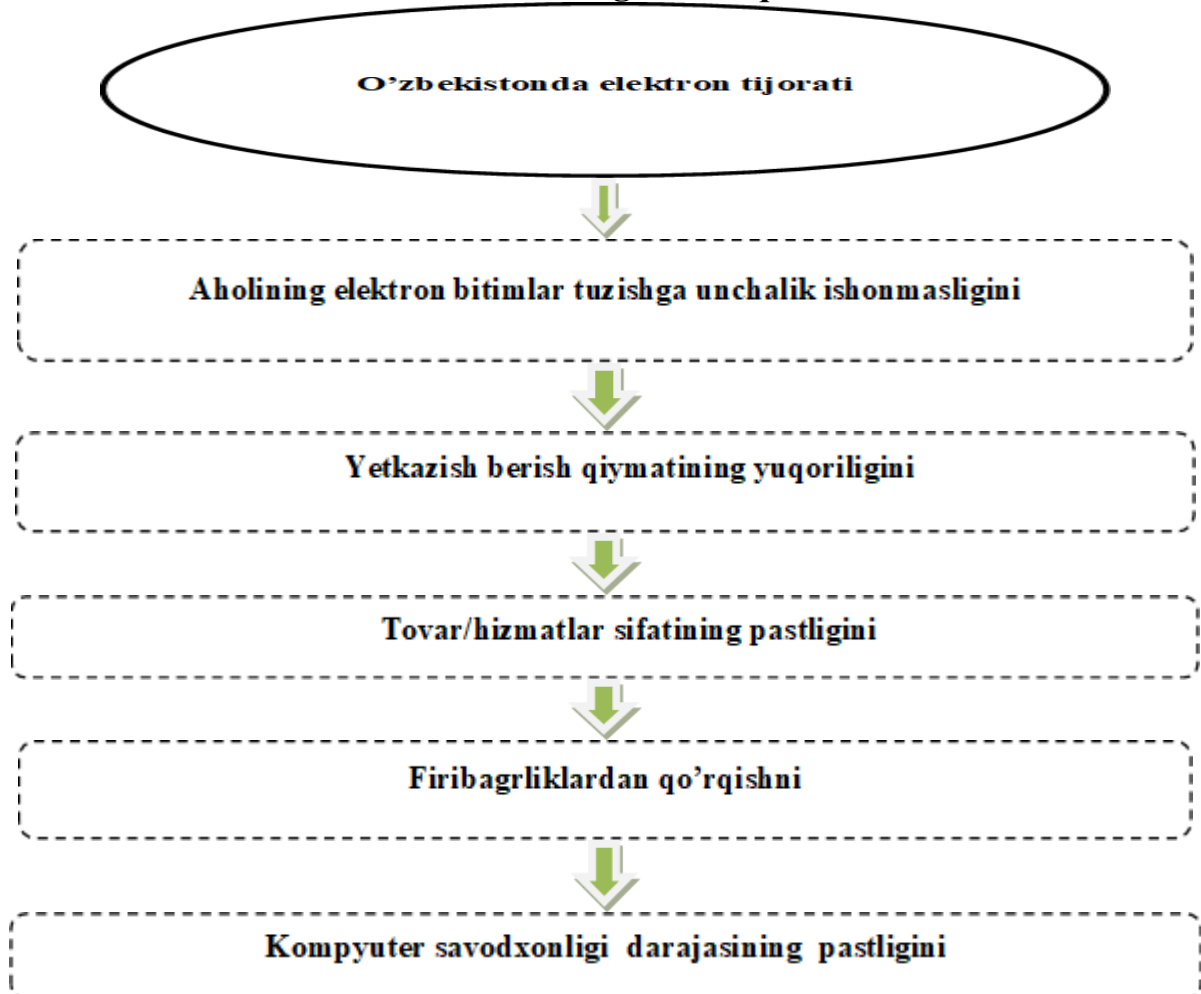 O’zbekistonda elektron tijorati
Aholining elektron bitimlar tuzishga unchalik ishonmasligini
Yetkazish berish qiymatining yuqoriligini
Tovar/hizmatlar sifatining pastligini
Firibagrliklardan qo’rqishni
Kompyuter savodxonligi darajasining pastligini